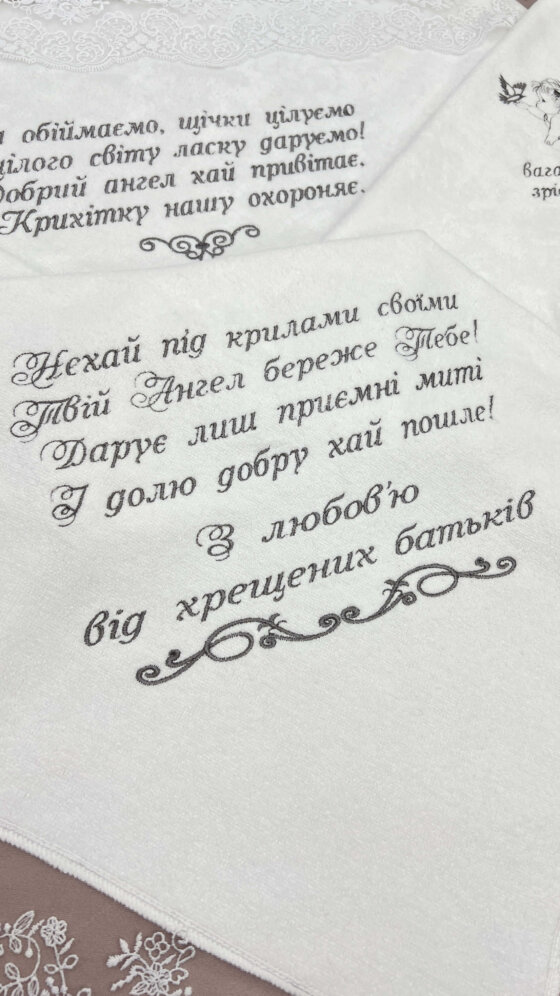 обіймаємо, щічки цілуємо
цілого світу ласку даруємо!
Добрий ангел хай привітає.
Крихітку нашу охороняє.
Нехай під крилами своїми
Твій Ангел береже Тебе!
Дарує лиш приємні миті
І долю добру хай пошле!
З любов'ю
від хрещених батьків